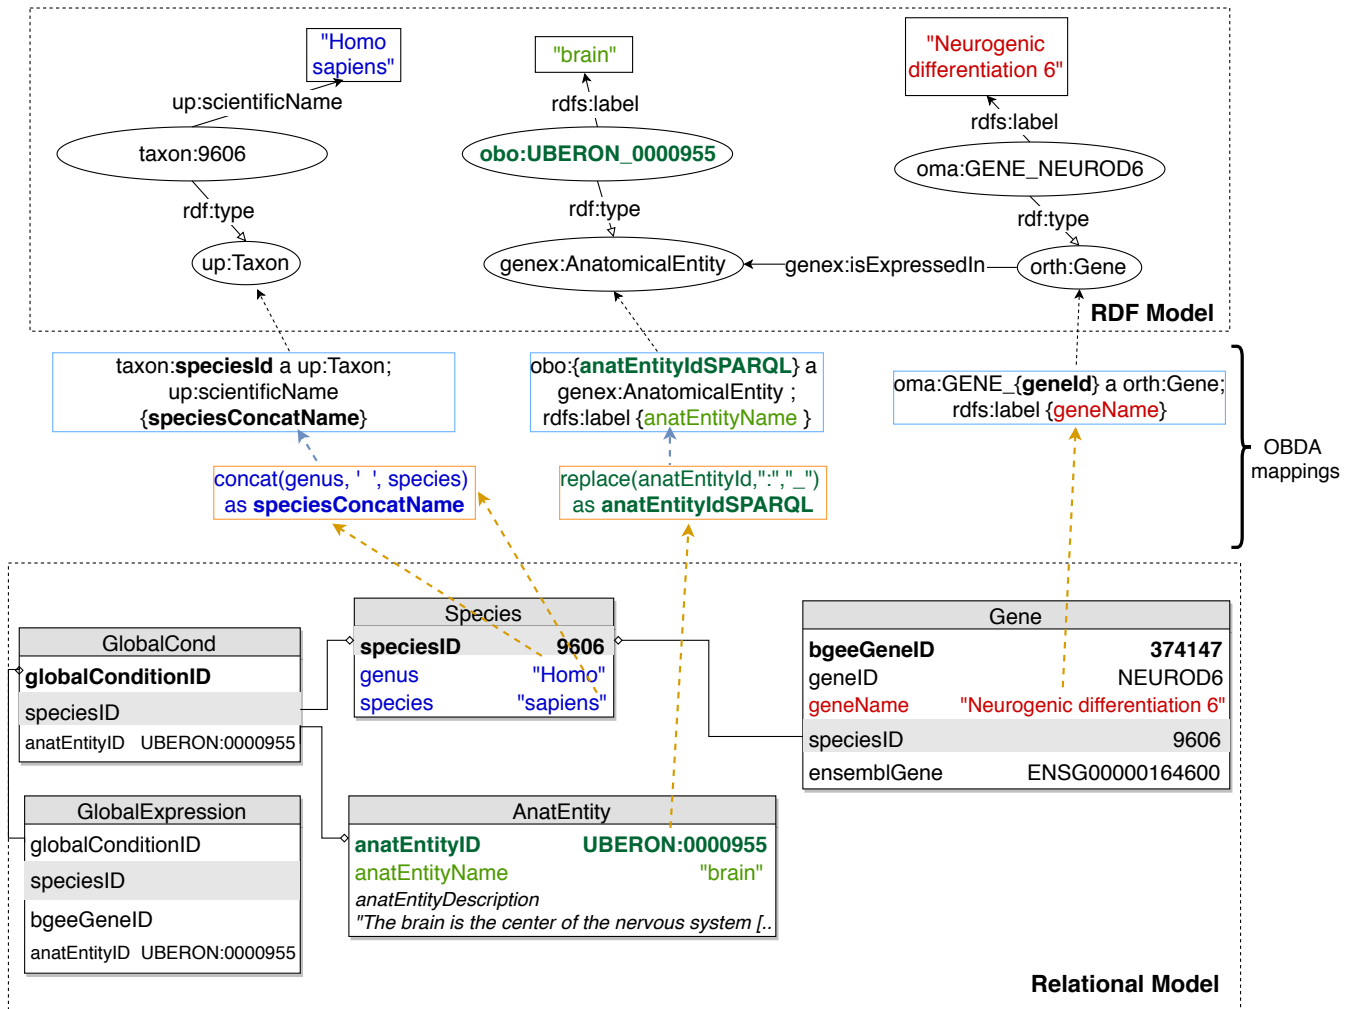 "Homo
sapiens"
"brain"
"Neurogenic
differentiation 6"
up:scientificName
rdfs:label
rdfs:label
taxon:9606
obo:UBERON_0000955
oma:GENE_NEUROD6
rdf:type
rdf:type
rdf:type
up:Taxon
genex:AnatomicalEntity
genex:isExpressedIn
orth:Gene
RDF Model
taxon:speciesId a up:Taxon;
up:scientificName
{speciesConcatName}
obo:{anatEntityIdSPARQL} a
genex:AnatomicalEntity ;
rdfs:label {anatEntityName }
oma:GENE_{geneId} a orth:Gene;
rdfs:label {geneName}
OBDA
mappings
concat(genus, ' ', species)
as speciesConcatName
replace(anatEntityId,":","_")
as anatEntityIdSPARQL
Species
speciesID 9606
genus "Homo"
species "sapiens"
Gene
bgeeGeneID 374147
geneID NEUROD6
geneName "Neurogenic differentiation 6"
speciesID 9606
ensemblGene ENSG00000164600
GlobalCond
globalConditionID
speciesID
anatEntityID UBERON:0000955
GlobalExpression
globalConditionID
speciesID
bgeeGeneID
anatEntityID UBERON:0000955
AnatEntity
anatEntityID UBERON:0000955
anatEntityName "brain"
anatEntityDescription
"The brain is the center of the nervous system [..
Relational Model